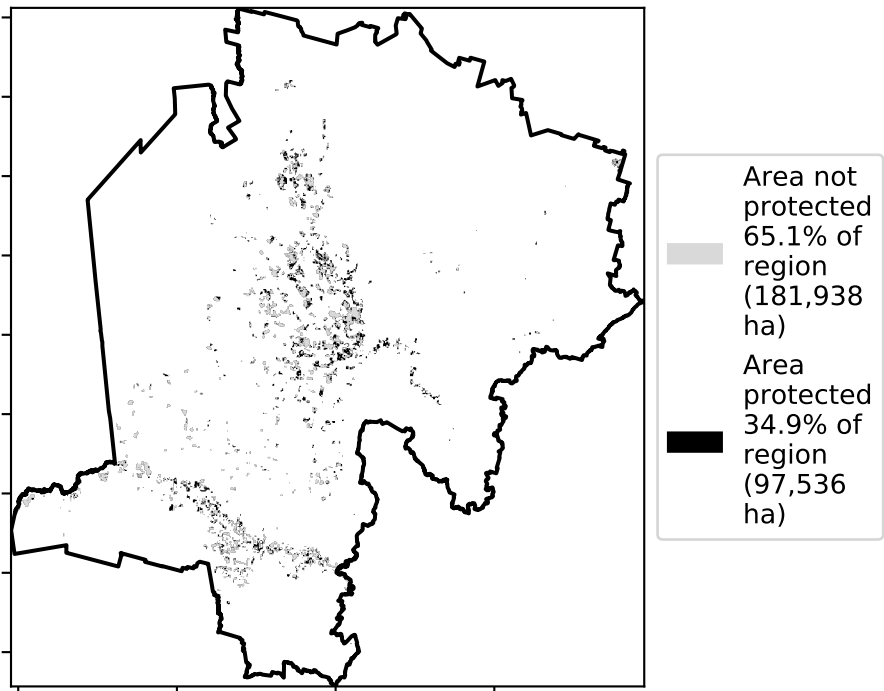 Area not
protected
65.1% of
region
(181,938
ha)
Area
protected
34.9% of
region
(97,536
ha)